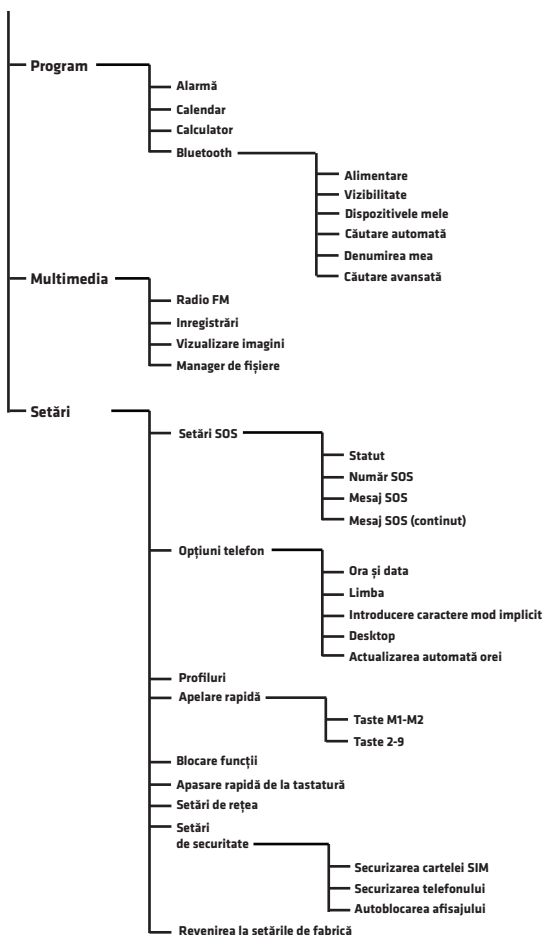 Program
Alarmă
Calendar
Calculator
Bluetooth
Alimentare
Vizibilitate
Dispozitivele mele
Căutare automată
Denumirea mea
Căutare avansată
Multimedia
Radio FM
Inregistrări
Vizualizare imagini
Manager de fișiere
Setări
Setări SOS
Statut
Număr SOS
Mesaj SOS
Mesaj SOS (continut)
Opțiuni telefon
Ora și data
Limba
Introducere caractere mod implicit
Desktop
Actualizarea automată orei
Profiluri
Apelare rapidă
Taste M1-M2
Taste 2-9
Blocare funcții
Apasare rapidă de la tastatură
Setări de rețea
Setări
de securitate
Securizarea cartelei SIM
Securizarea telefonului
Autoblocarea afisajului
Revenirea la setările de fabrică